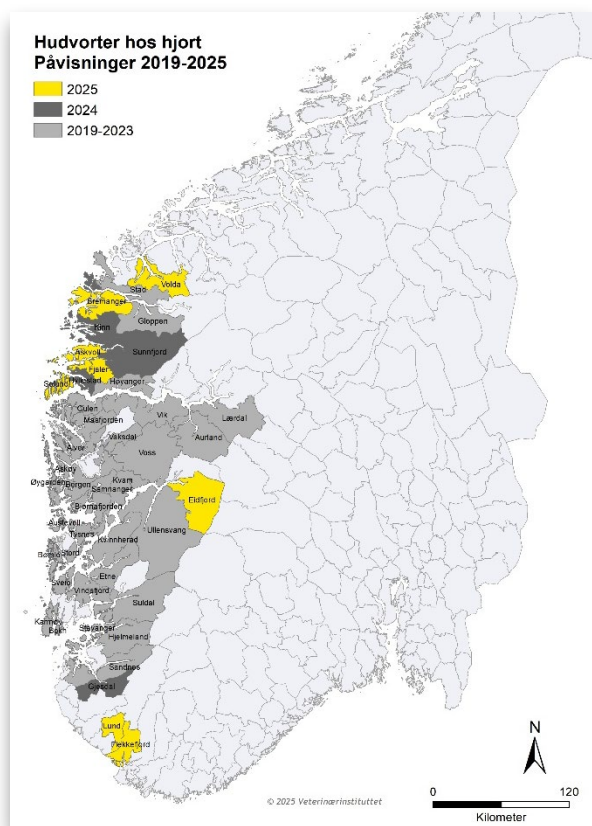 Hudvorter hos hjort
Påvisninger 2019-2025
2025
2024
2019-2023
Stad
Volda
Bremanger
Gloppen
Kinn
Askvoll
Sunnfjord
Fjaler
Hyllestad
Høyanger
Solund
Gulen
Masfjorden
Vik
Lærdal
Vaksdal
Aurland
Alver
Voss
Askøy
Øygarden
Bergen
Kvam
Samnanger
Eidfjord
Bjørnafjorden
Austevoll
Ullensvang
Tysnes
Kvinnherad
Stord
Bømlo
Etne
Sveio
Vindafjord
Suldal
Karmøy
Stavanger
Bokn
Hjelmeland
Sandnes
Gjesdal
Lund
Flekkefjord
N
0
120
Kilometer
© 2025 Veterinærinstituttet